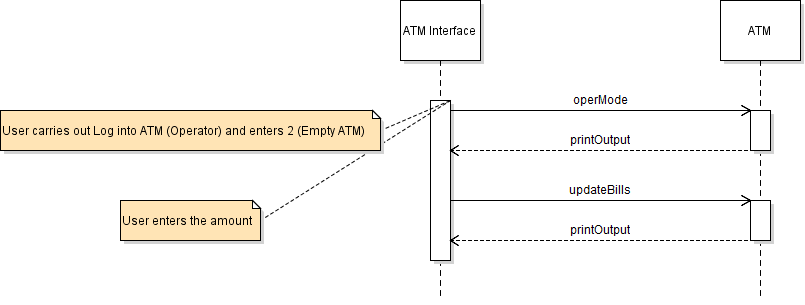 ATM Interface
ATM
operMode
User carries out Log into ATM (Operator) and enters 2 (Empty ATM)
printOutput
updateBills
User enters the amount
printOutput